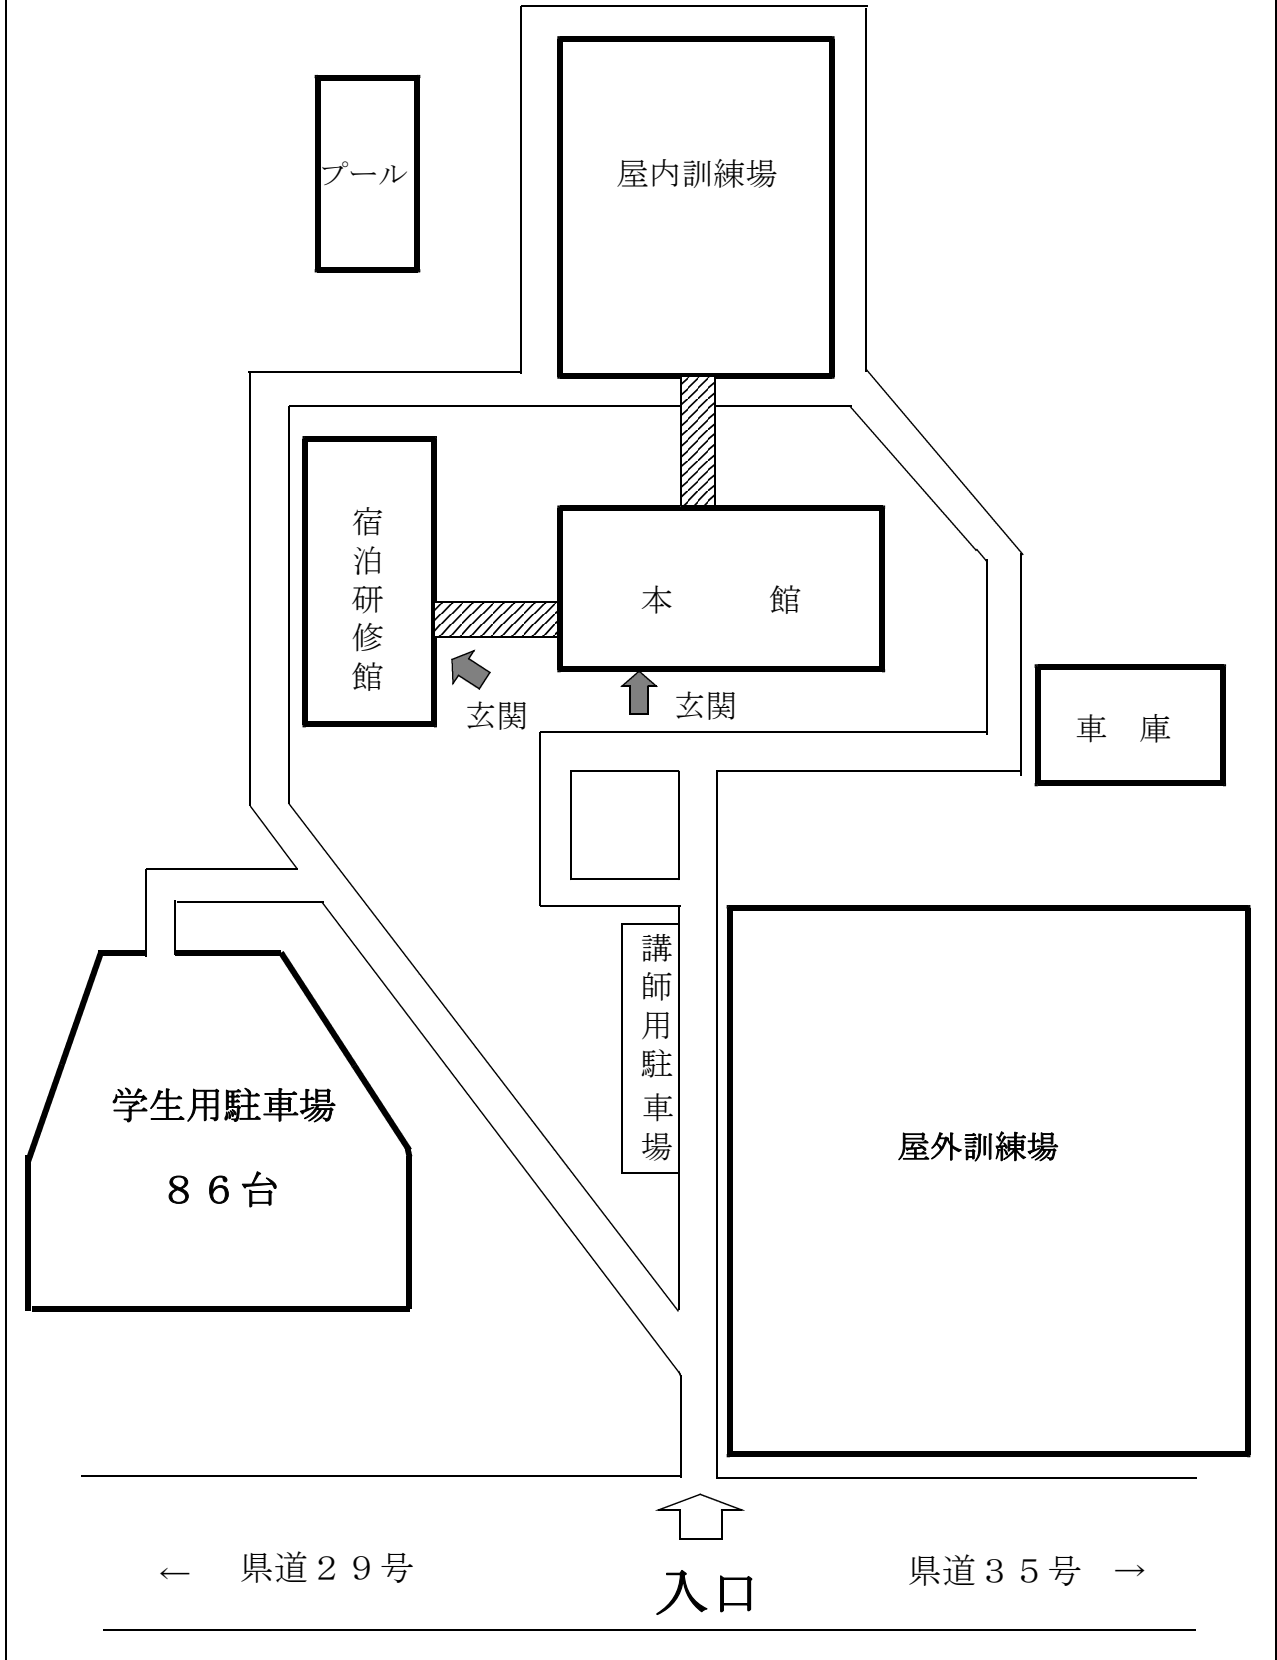 プール
屋内訓練場
宿泊研修館
本　　館
玄関
玄関
車　庫
講師用駐車場
学生用駐車場
８６台
屋外訓練場
←　県道２９号
県道３５号　→
入口